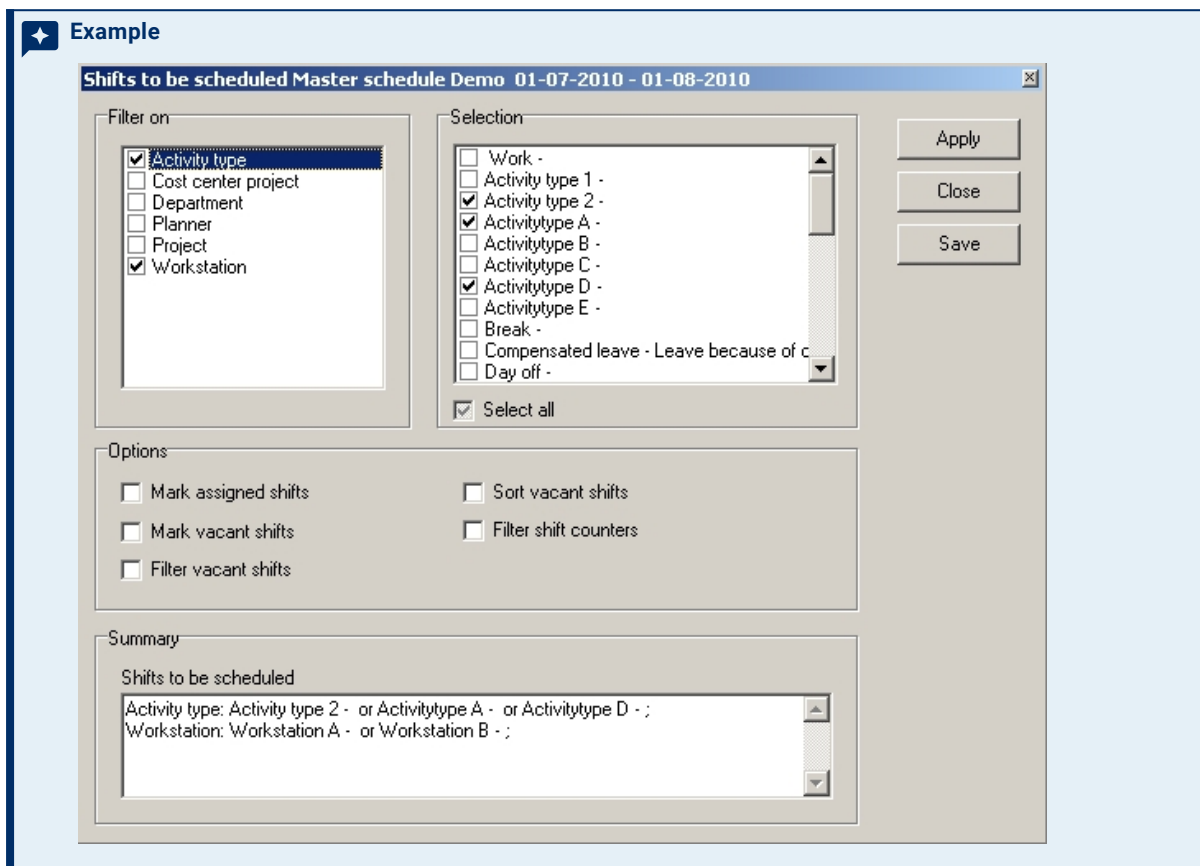 Example
Shifts to be scheduled Master schedule Demo 01-07-2010 - 01-08-2010
Filter on
Activity type
Cost center project
Department
Planner
Project
Workstation
Selection
Work -
Activity type 1 -
Activity type 2 -
Activitytype A -
Activitytype B -
Activitytype C -
Activitytype D -
Activitytype E -
Break -
Compensated leave - Leave because of
Day off -
Select all
Apply
Close
Save
Options
Mark assigned shifts
Mark vacant shifts
Filter vacant shifts
Sort vacant shifts
Filter shift counters
Summary
Shifts to be scheduled
Activity type: Activity type 2 - or Activitytype A - or Activitytype D - ;
Workstation: Workstation A - or Workstation B - ;